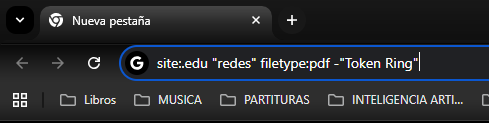 Nueva pestaña
site:.edu "redes" filetype:pdf -"Token Ring"
Libros MUSICA PARTITURAS INTELIGENCIA ARTI...